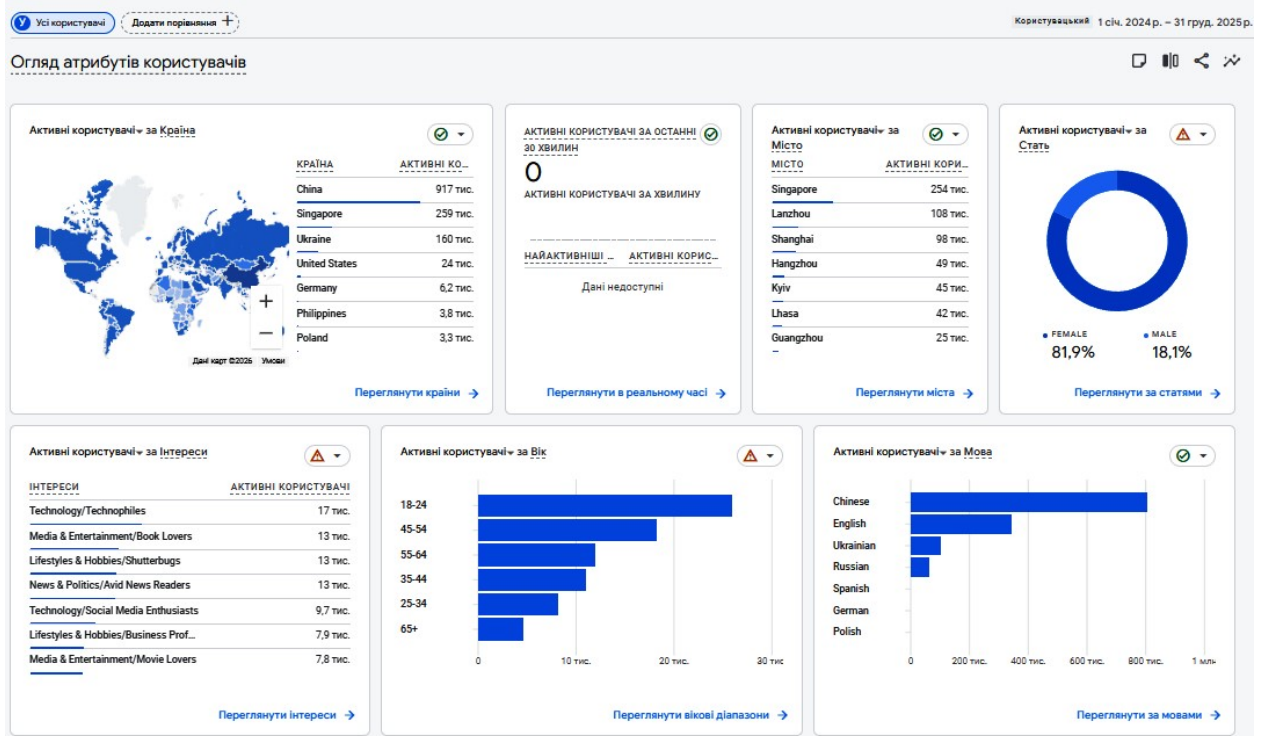 У Усі користувачі Додати порівняння +
Користувацький 1 січ. 2024 р. – 31 груд. 2025 р.
Огляд атрибутів користувачів
Активні користувачі за Країна
КРАЇНА АКТИВНІ КО...
China 917 тис.
Singapore 259 тис.
Ukraine 160 тис.
United States 24 тис.
Germany 6,2 тис.
Philippines 3,8 тис.
Poland 3,3 тис.
+
−
Дані карт ©2026 Умови
Переглянути країни
АКТИВНІ КОРИСТУВАЧІ ЗА ОСТАННІ
30 ХВИЛИН
0
АКТИВНІ КОРИСТУВАЧІ ЗА ХВИЛИНУ
НАЙАКТИВНІШІ ... АКТИВНІ КОРИС...
Дані недоступні
Переглянути в реальному часі
Активні користувачі за
Місто
МІСТО АКТИВНІ КОРИ...
Singapore 254 тис.
Lanzhou 108 тис.
Shanghai 98 тис.
Hangzhou 49 тис.
Kyiv 45 тис.
Lhasa 42 тис.
Guangzhou 25 тис.
Переглянути міста
Активні користувачі за
Стать
FEMALE MALE
81,9% 18,1%
Переглянути за статями
Активні користувачі за Інтереси
ІНТЕРЕСИ АКТИВНІ КОРИСТУВАЧІ
Technology/Technophiles 17 тис.
Media & Entertainment/Book Lovers 13 тис.
Lifestyles & Hobbies/Shutterbugs 13 тис.
News & Politics/Avid News Readers 13 тис.
Technology/Social Media Enthusiasts 9,7 тис.
Lifestyles & Hobbies/Business Prof... 7,9 тис.
Media & Entertainment/Movie Lovers 7,8 тис.
Переглянути інтереси
Активні користувачі за Вік
18-24
45-54
55-64
35-44
25-34
65+
0 10 тис. 20 тис. 30 тис
Переглянути вікові діапазони
Активні користувачі за Мова
Chinese
English
Ukrainian
Russian
Spanish
German
Polish
0 200 тис. 400 тис. 600 тис. 800 тис. 1 млн
Переглянути за мовами